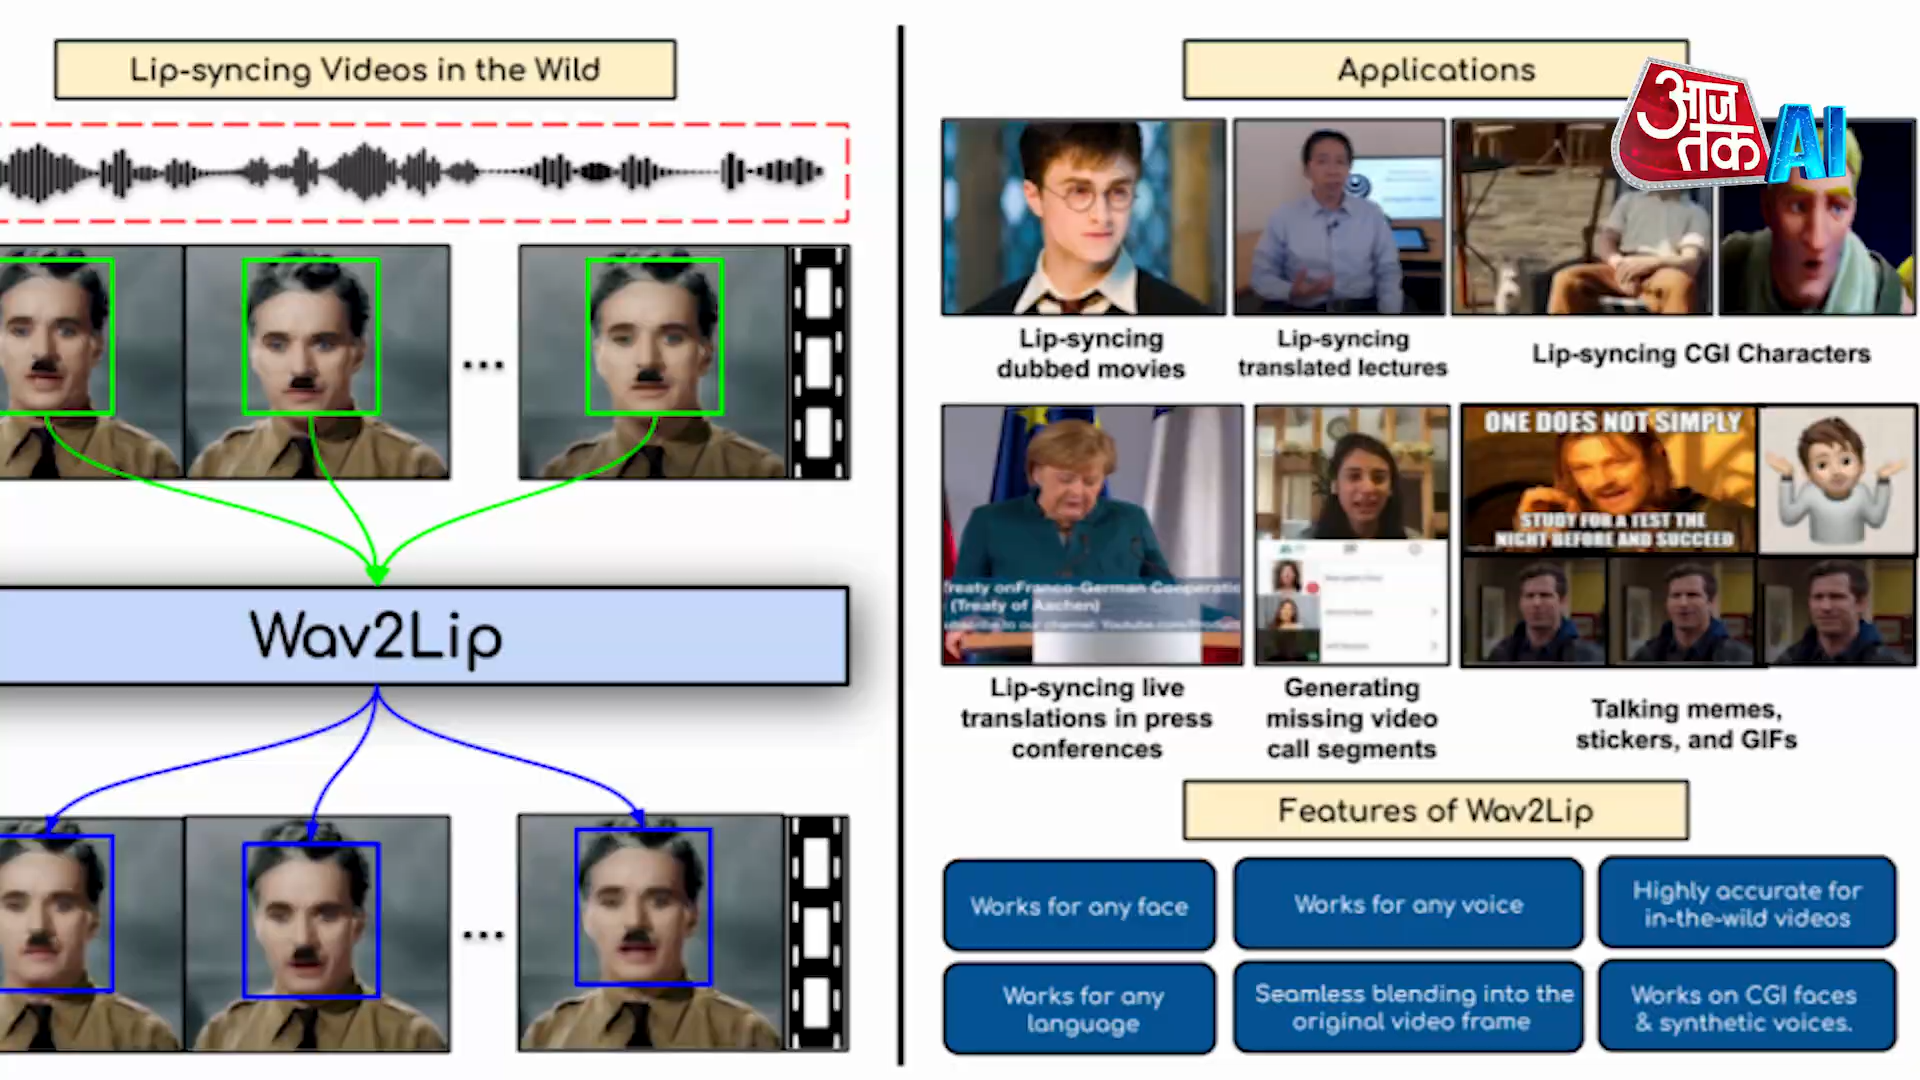 Lip-syncing Videos in the Wild
Wav2Lip
Applications
आज
तक
AI
Lip-syncing
dubbed movies
Lip-syncing
translated lectures
Lip-syncing CGI Characters
reaty onFranco-German Cooperatio
(Treaty of Aachen)
ONE DOES NOT SIMPLY
STUDY FOR A TEST THE
NIGHT BEFORE AND SUCCEED
Lip-syncing live
translations in press
conferences
Generating
missing video
call segments
Talking memes,
stickers, and GIFs
Features of Wav2Lip
Works for any face
Works for any voice
Highly accurate for
in-the-wild videos
Works for any
language
Seamless blending into the
original video frame
Works on CGI faces
& synthetic voices.